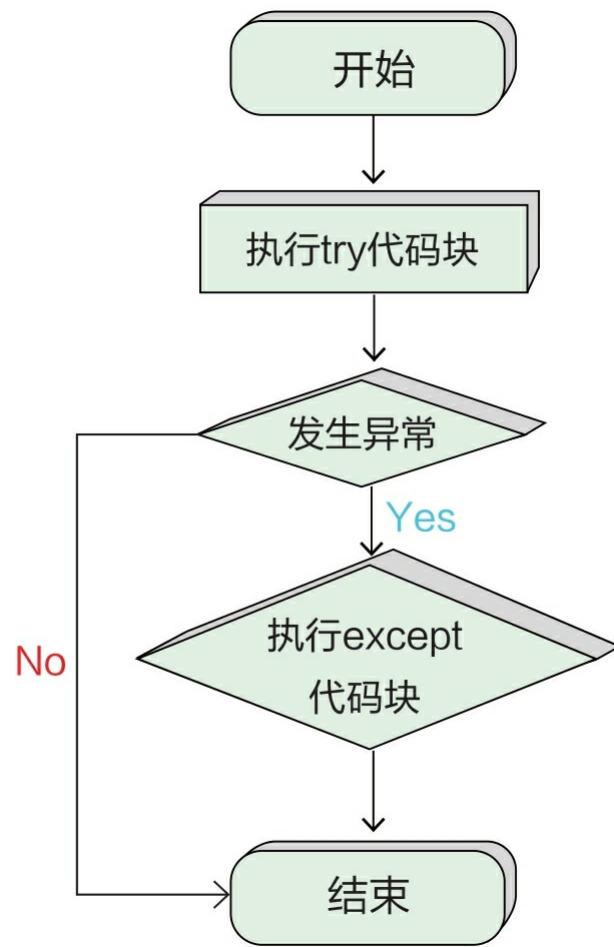 开始
执行try代码块
发生异常
Yes
执行except
代码块
No
结束